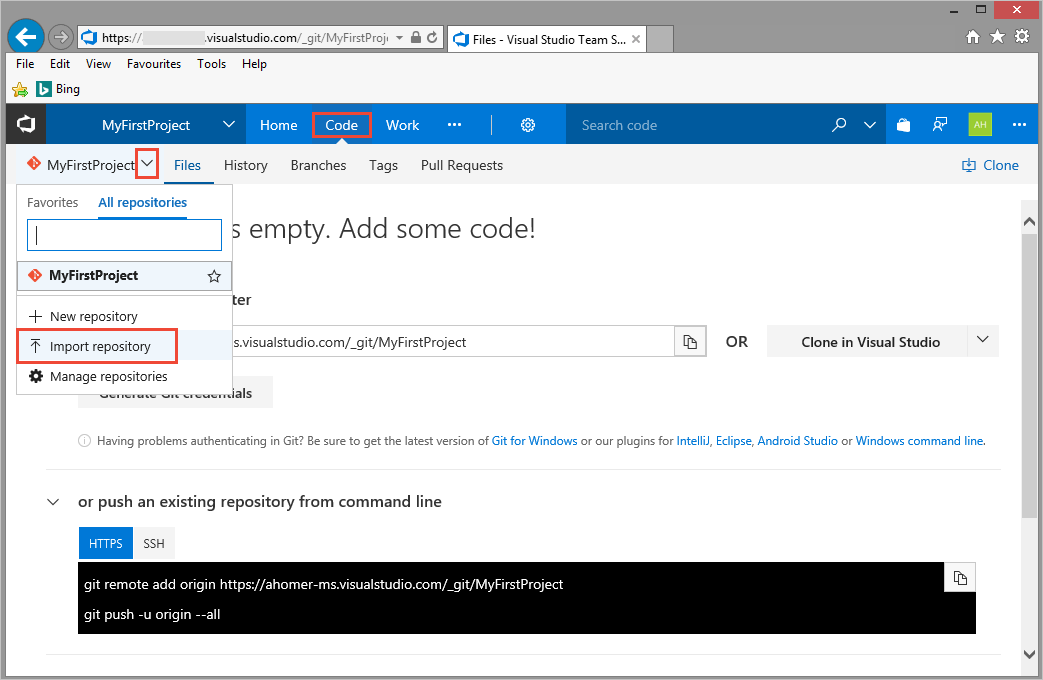 https://	.visualstudio.com/_git/MyFirstProj
Files - Visual Studio Team S...
File Edit View Favourites Tools Help
Bing
MyFirstProject Home Code Work ... Search code AH ...
MyFirstProject Files History Branches Tags Pull Requests Clone
Favorites All repositories
s empty. Add some code!
MyFirstProject
ter
New repository
s.visualstudio.com/_git/MyFirstProject OR Clone in Visual Studio
Import repository
Manage repositories
Generate Git credentials
Having problems authenticating in Git? Be sure to get the latest version of Git for Windows or our plugins for IntelliJ, Eclipse, Android Studio or Windows command line.
or push an existing repository from command line
HTTPS SSH
git remote add origin https://ahomer-ms.visualstudio.com/_git/MyFirstProject
git push -u origin --all